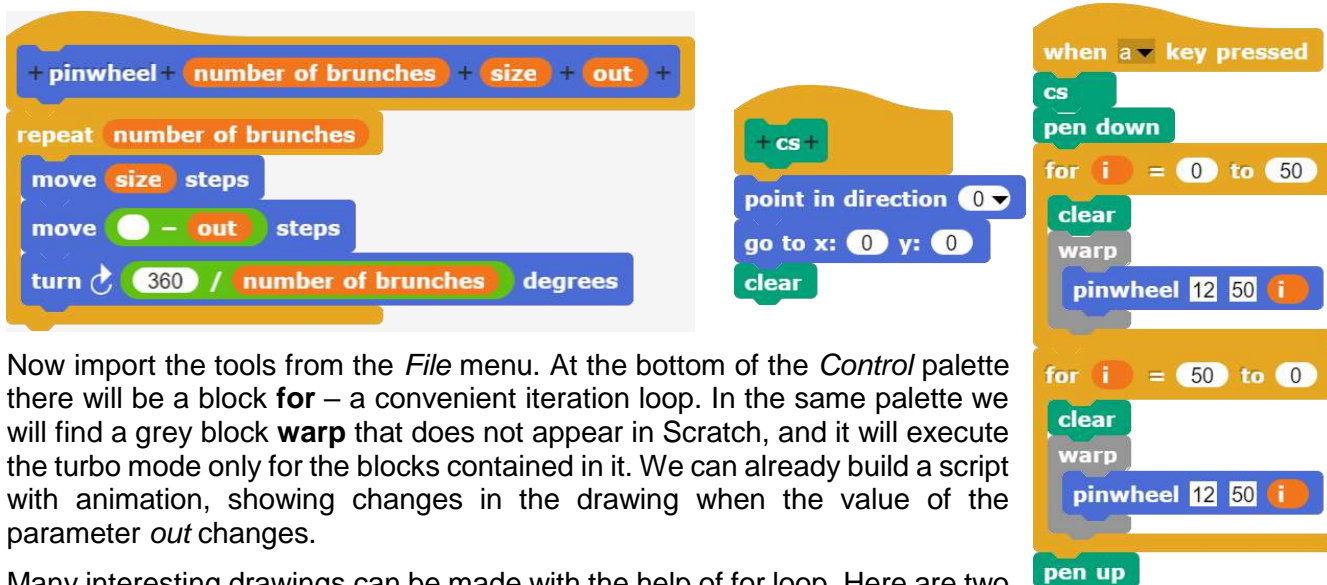 + pinwheel + number of brunches + size + out +
repeat number of brunches
move size steps
move - out steps
turn 360 / number of brunches degrees
+ cs +
point in direction 0
go to x: 0 y: 0
clear
when a key pressed
cs
pen down
for i = 0 to 50
clear
warp
pinwheel 12 50 i
for i = 50 to 0
clear
warp
pinwheel 12 50 i
pen up
Now import the tools from the File menu. At the bottom of the Control palette
there will be a block for – a convenient iteration loop. In the same palette we
will find a grey block warp that does not appear in Scratch, and it will execute
the turbo mode only for the blocks contained in it. We can already build a script
with animation, showing changes in the drawing when the value of the
parameter out changes.
Many interesting drawings can be made with the help of for loop. Here are two